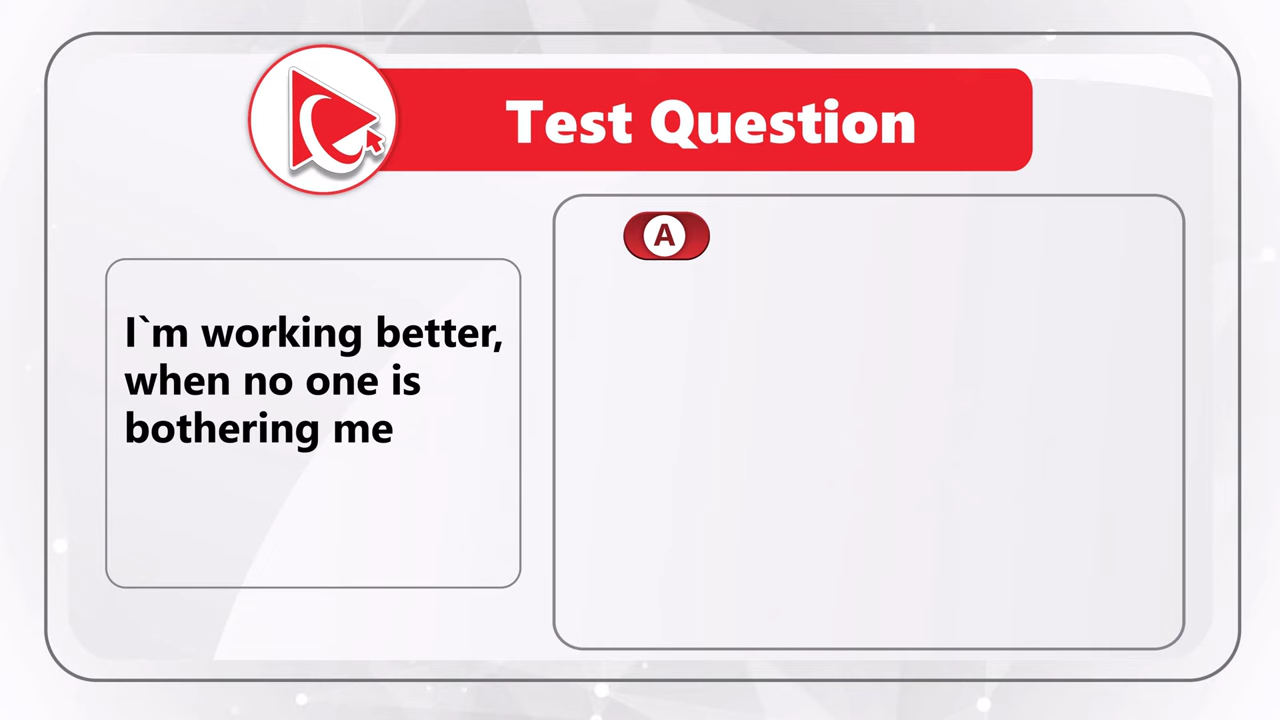 Test Question
A
I`m working better,
when no one is
bothering me